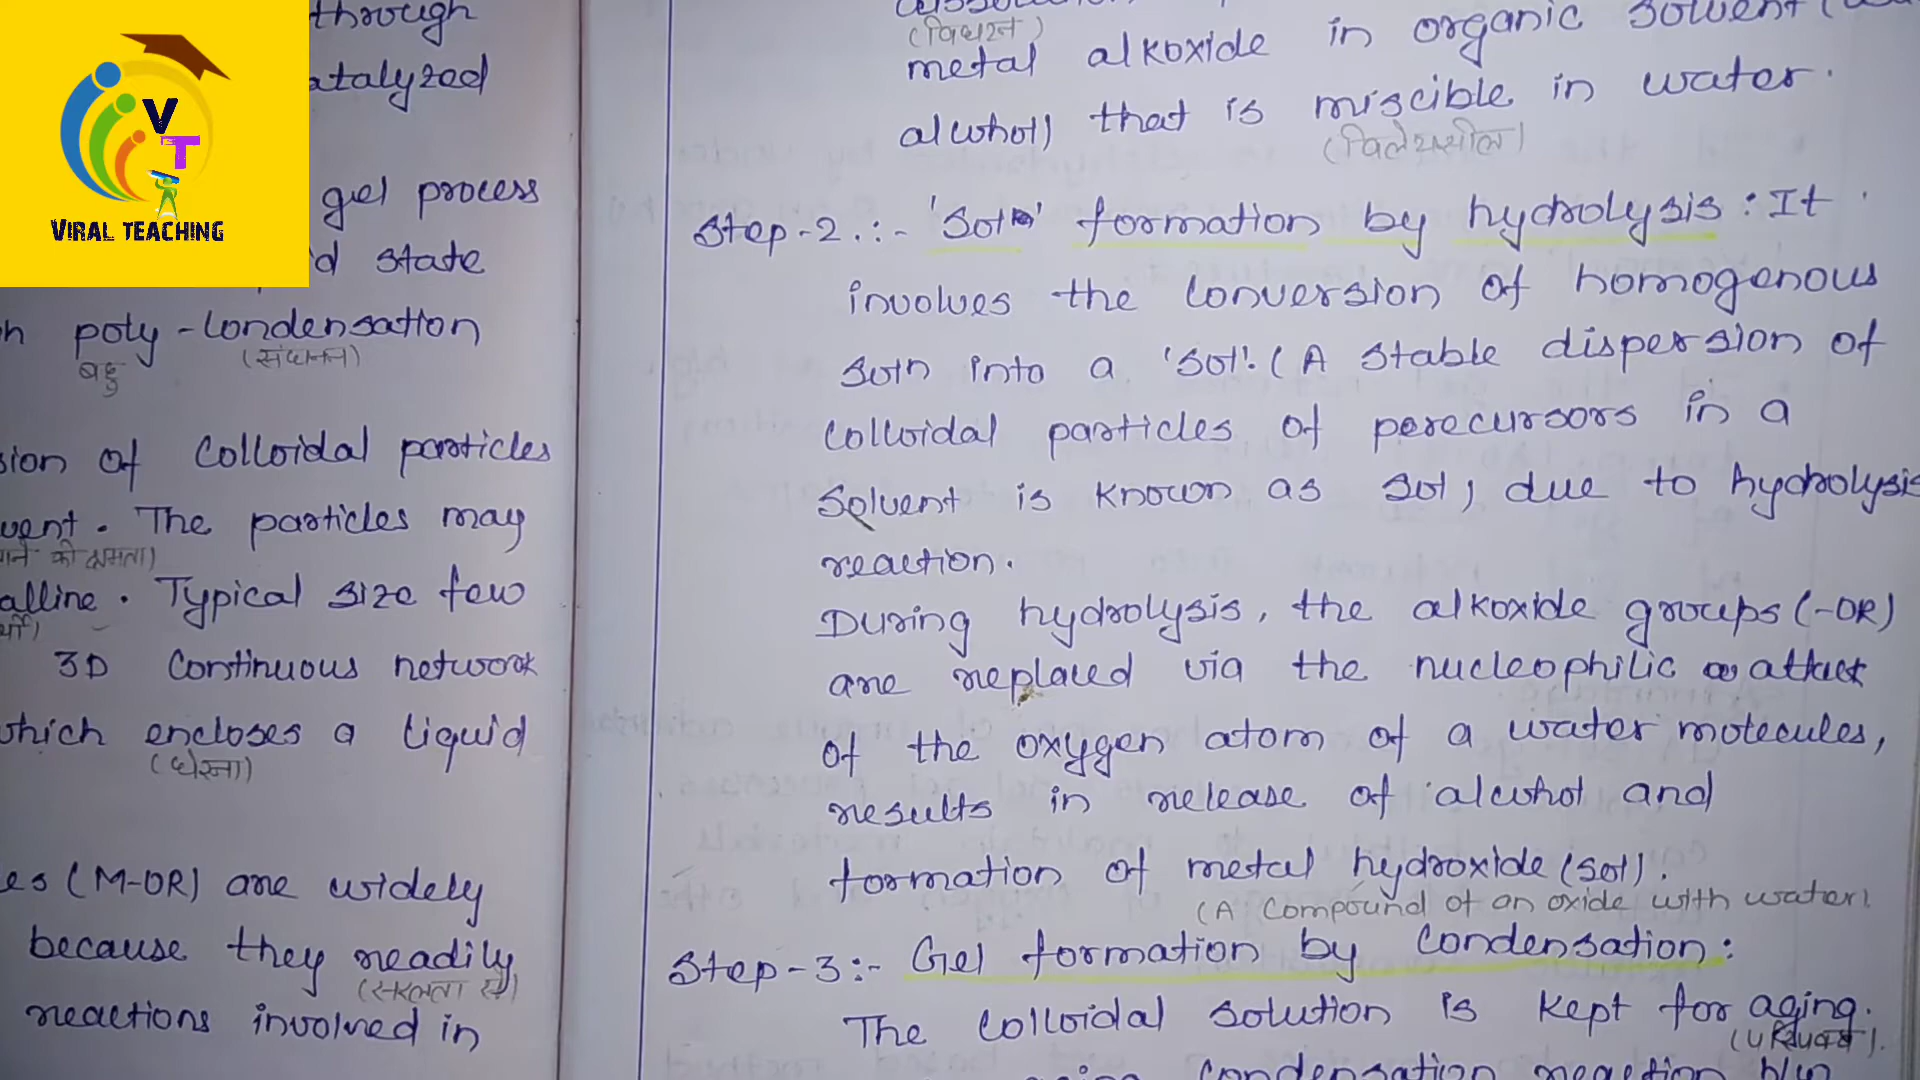 through
atalyzed
VT
VIRAL TEACHING
gel process
d state
poly-condensation
बहु (संघनन)
sion of colloidal particles
vent. The particles may
की क्षमता)
alline. Typical size few
3D continuous network
which encloses a liquid
(घेरना)
es (M-OR) are widely
because they readily
(सरलता से)
reactions involved in
metal alkoxide in organic solvent (
alcohol) that is miscible in water.
Step-2.:- 'Sol' formation by hydrolysis: It
involves the conversion of homogenous
soln into a 'sol'. (A stable dispersion of
colloidal particles of perecursors in a
solvent is known as sol, due to hydrolysis
reaction.
During hydrolysis, the alkoxide groups (-OR)
are replaced via the nucleophilic attack
of the oxygen atom of a water molecules,
results in release of alcohol and
formation of metal hydroxide (sol).
(A compound of an oxide with water)
Step-3:- Gel formation by condensation:
The colloidal solution is kept for aging.
condensation reaction b/w